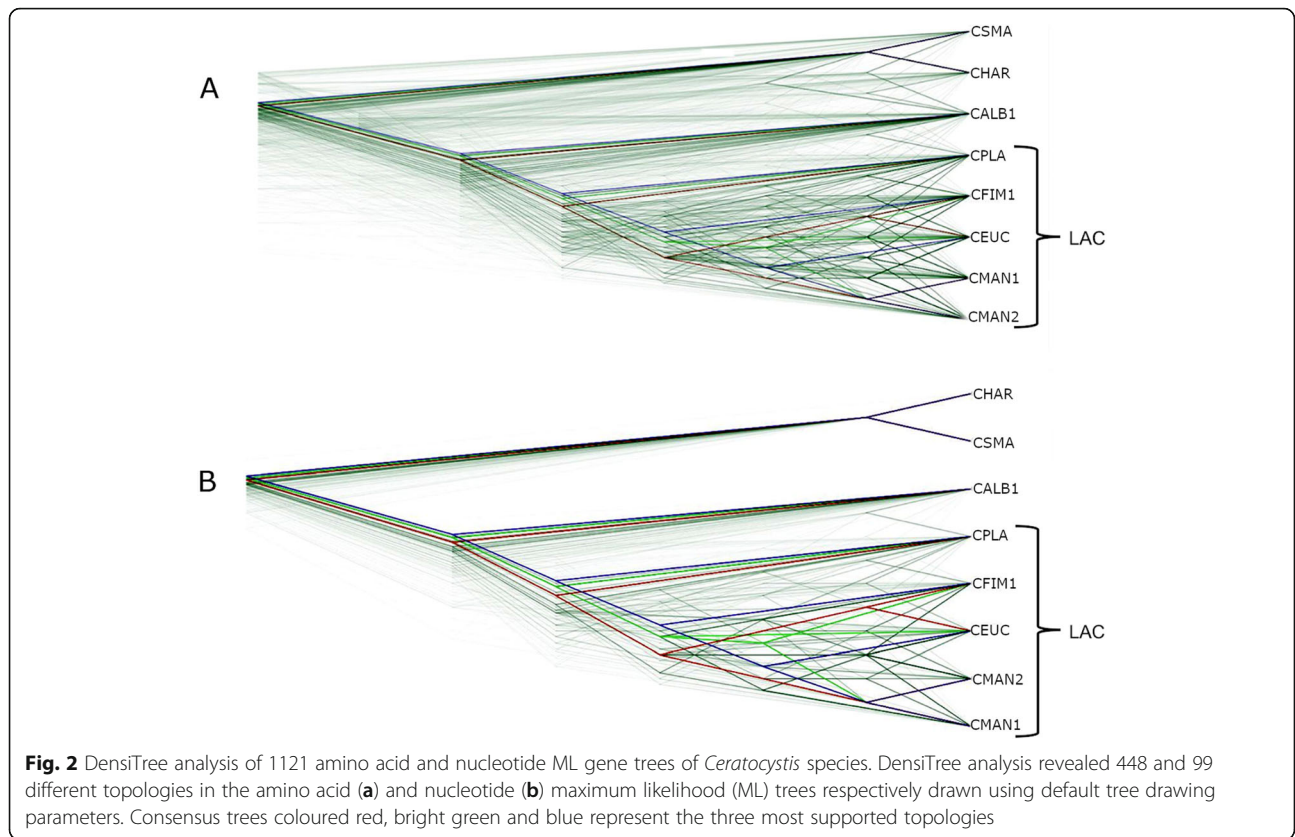 A
CSMA
CHAR
CALB1
CPLA
CFIM1
CEUC
CMAN1
CMAN2
LAC
B
CHAR
CSMA
CALB1
CPLA
CFIM1
CEUC
CMAN2
CMAN1
LAC
Fig. 2 DensiTree analysis of 1121 amino acid and nucleotide ML gene trees of Ceratocystis species. DensiTree analysis revealed 448 and 99
different topologies in the amino acid (a) and nucleotide (b) maximum likelihood (ML) trees respectively drawn using default tree drawing
parameters. Consensus trees coloured red, bright green and blue represent the three most supported topologies